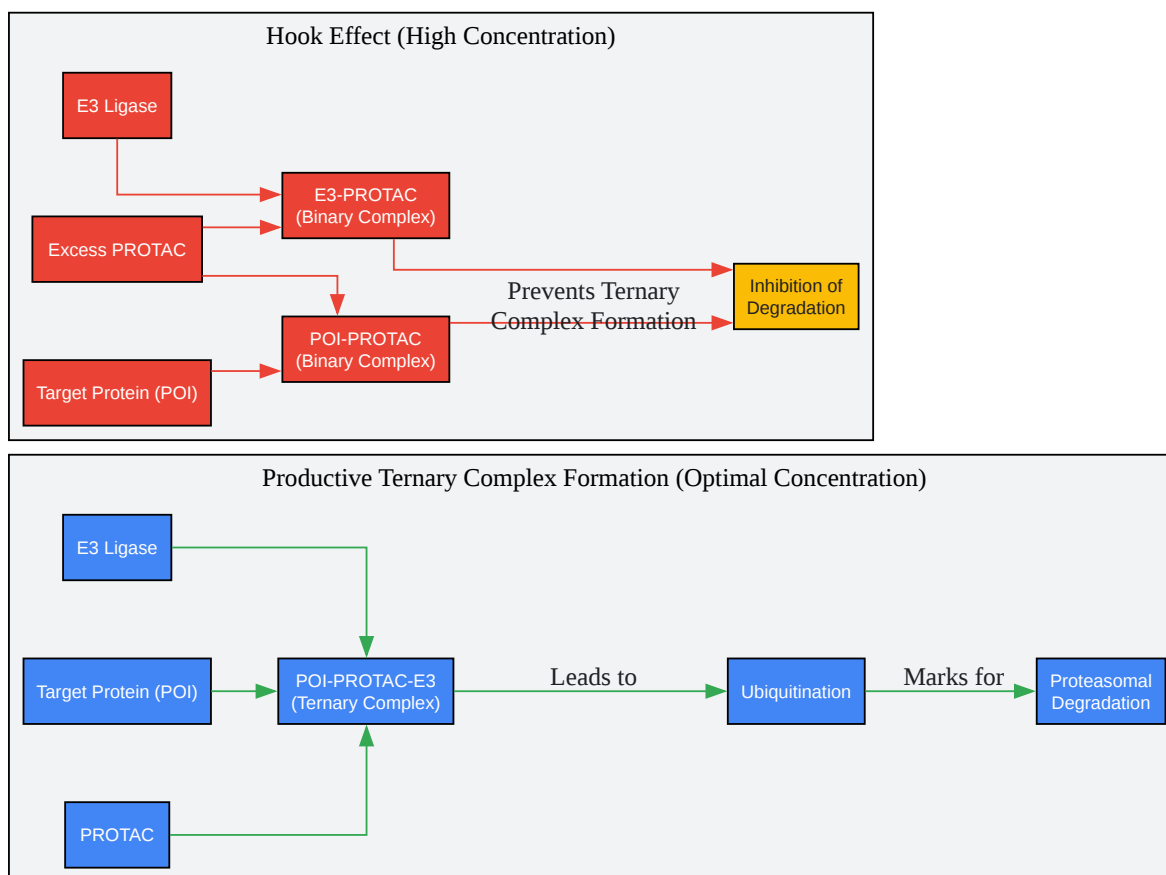 Hook Effect (High Concentration)
E3 Ligase
E3-PROTAC
(Binary Complex)
Excess PROTAC
Inhibition of
Degradation
Prevents Ternary
Complex Formation
POI-PROTAC
(Binary Complex)
Target Protein (POI)
Productive Ternary Complex Formation (Optimal Concentration)
E3 Ligase
Target Protein (POI)
POI-PROTAC-E3
(Ternary Complex)
Leads to
Ubiquitination
Marks for
Proteasomal
Degradation
PROTAC